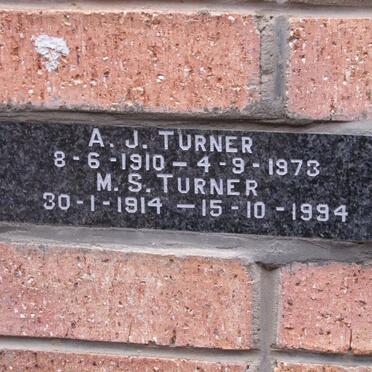 A. J. TURNER
8-6-1910 — 4-9-1973
M. S. TURNER
30-1-1914 — 15-10-1994